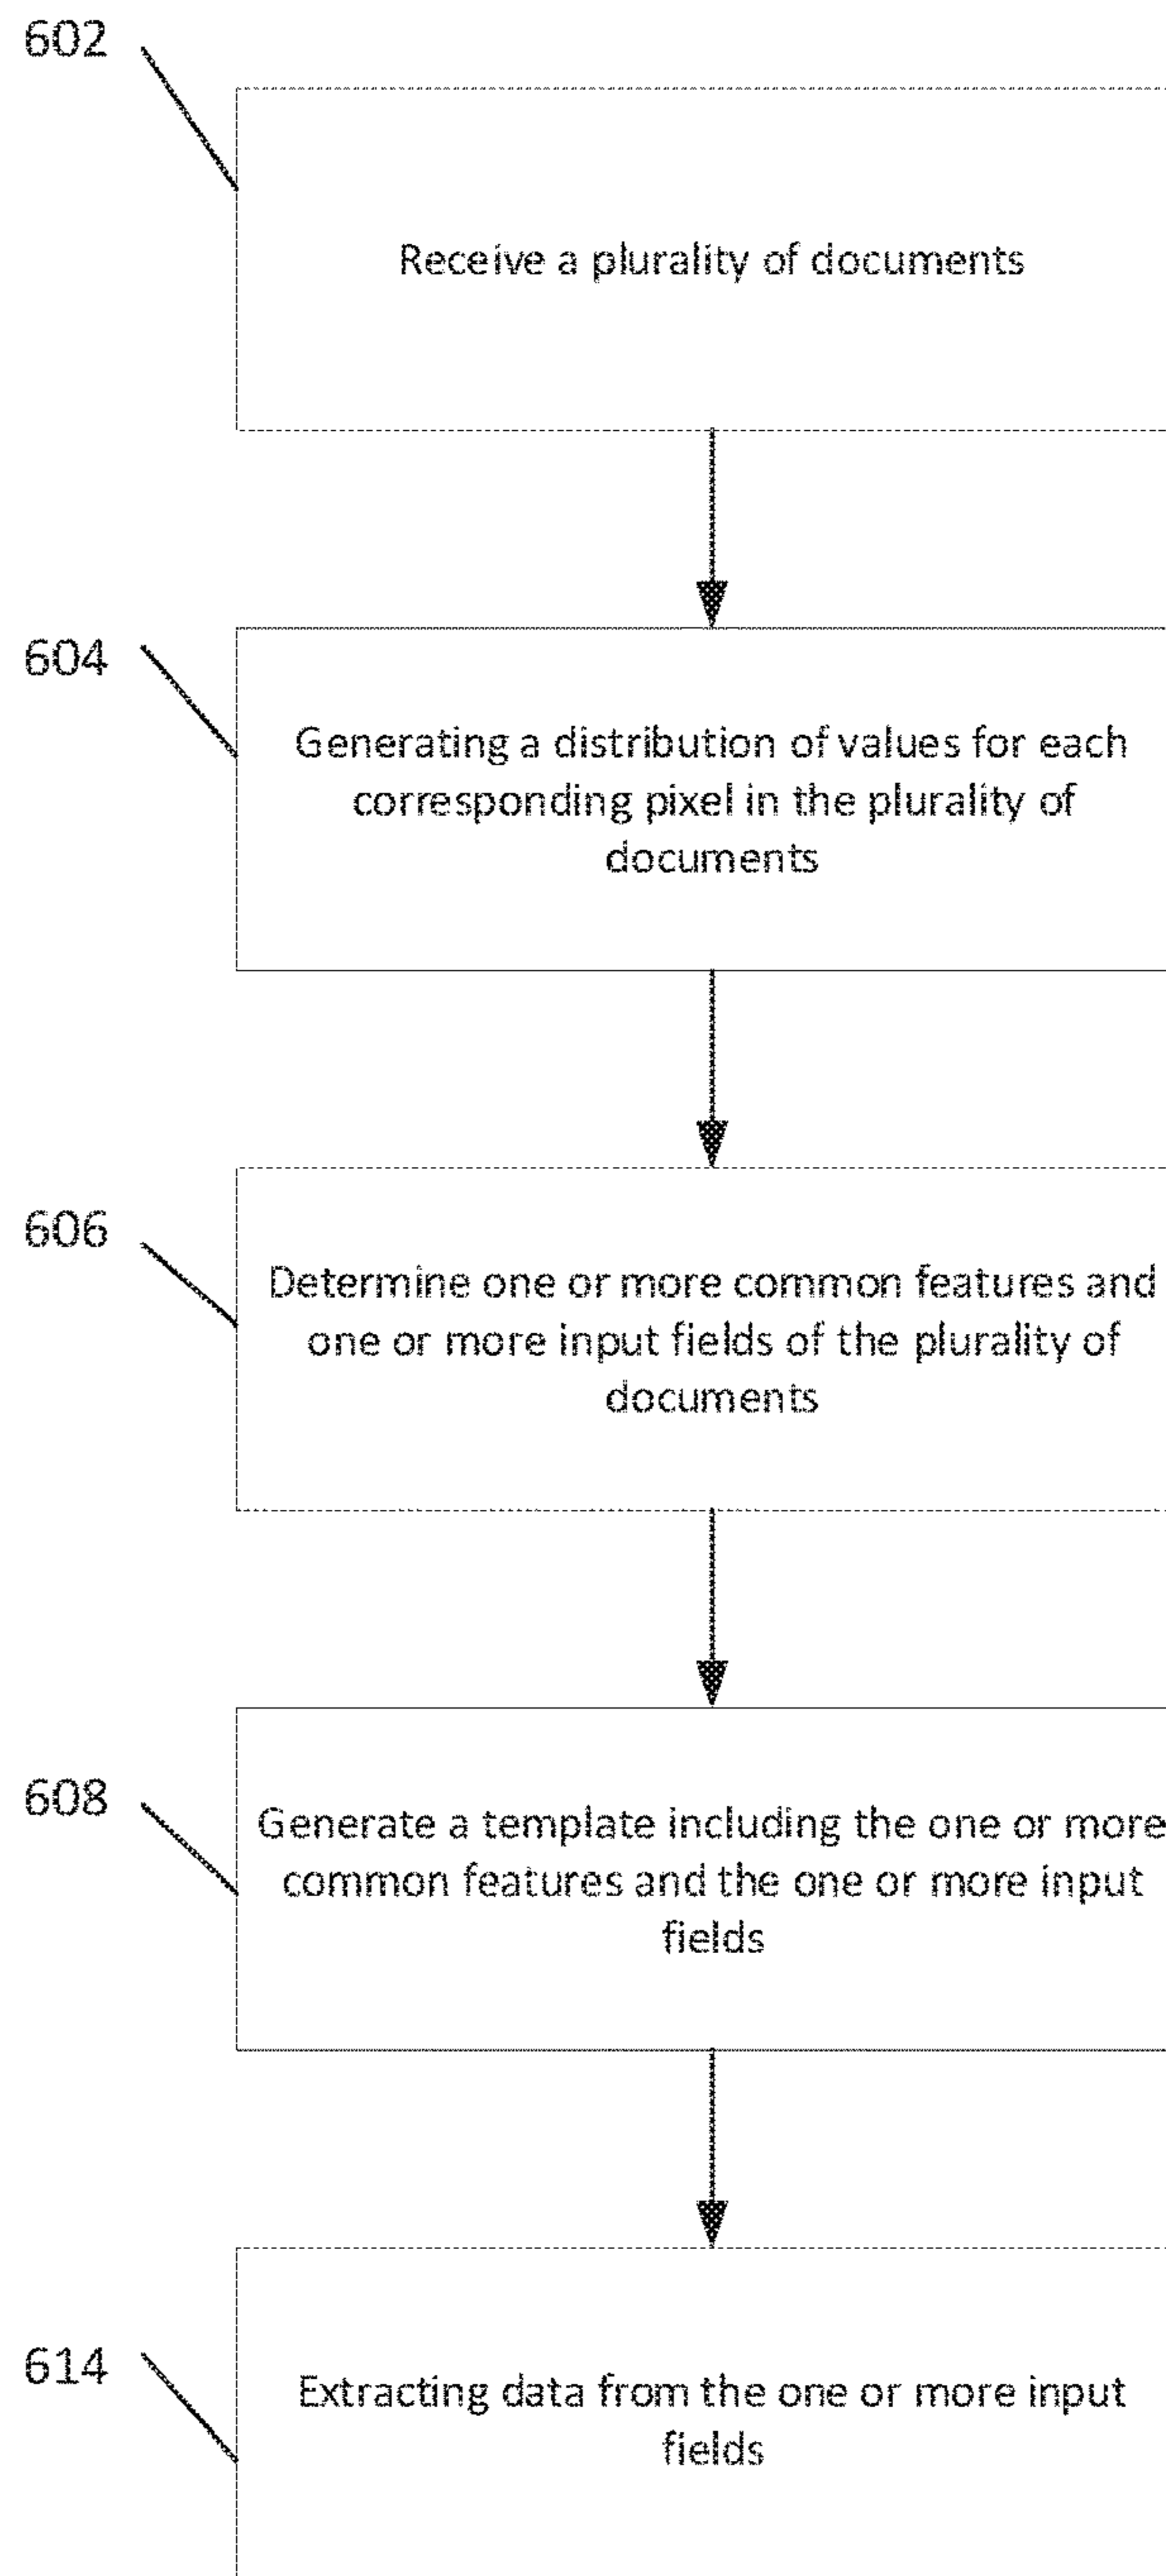 602
Receive a plurality of documents
604
Generating a distribution of values for each
corresponding pixel in the plurality of
documents
606
Determine one or more common features and
one or more input fields of the plurality of
documents
608
Generate a template including the one or more
common features and the one or more input
fields
614
Extracting data from the one or more input
fields